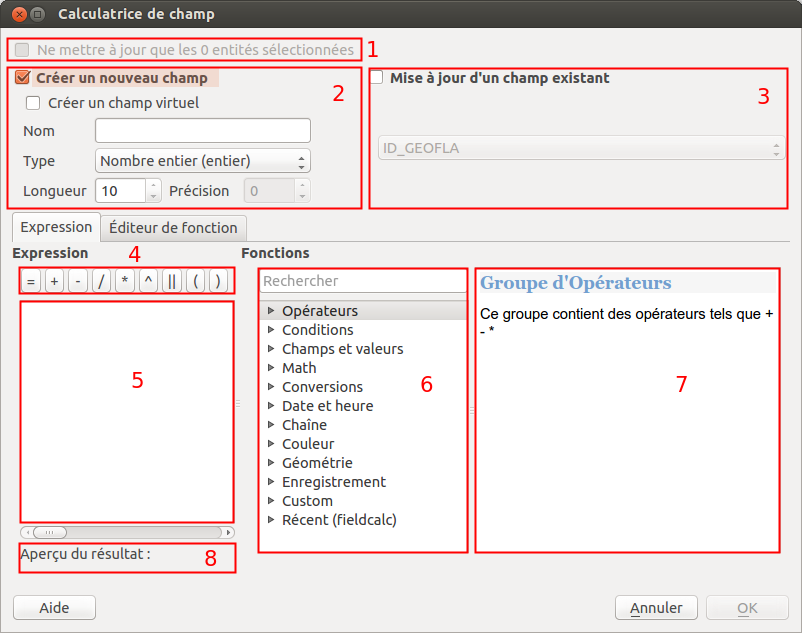 Calculatrice de champ
Ne mettre à jour que les 0 entités sélectionnées 1
Créer un nouveau champ 2
Créer un champ virtuel
Nom
Type Nombre entier (entier)
Longueur 10 Précision 0
Mise à jour d'un champ existant 3
ID_GEOFLA
Expression Éditeur de fonction
Expression 4
= + - / * ^ || ( )
5
Aperçu du résultat : 8
Fonctions
Rechercher
Opérateurs
Conditions
Champs et valeurs
Math
Conversions
Date et heure
Chaîne
Couleur
Géométrie
Enregistrement
Custom
Récent (fieldcalc)
6
Groupe d'Opérateurs
Ce groupe contient des opérateurs tels que +
- *
7
Aide Annuler OK